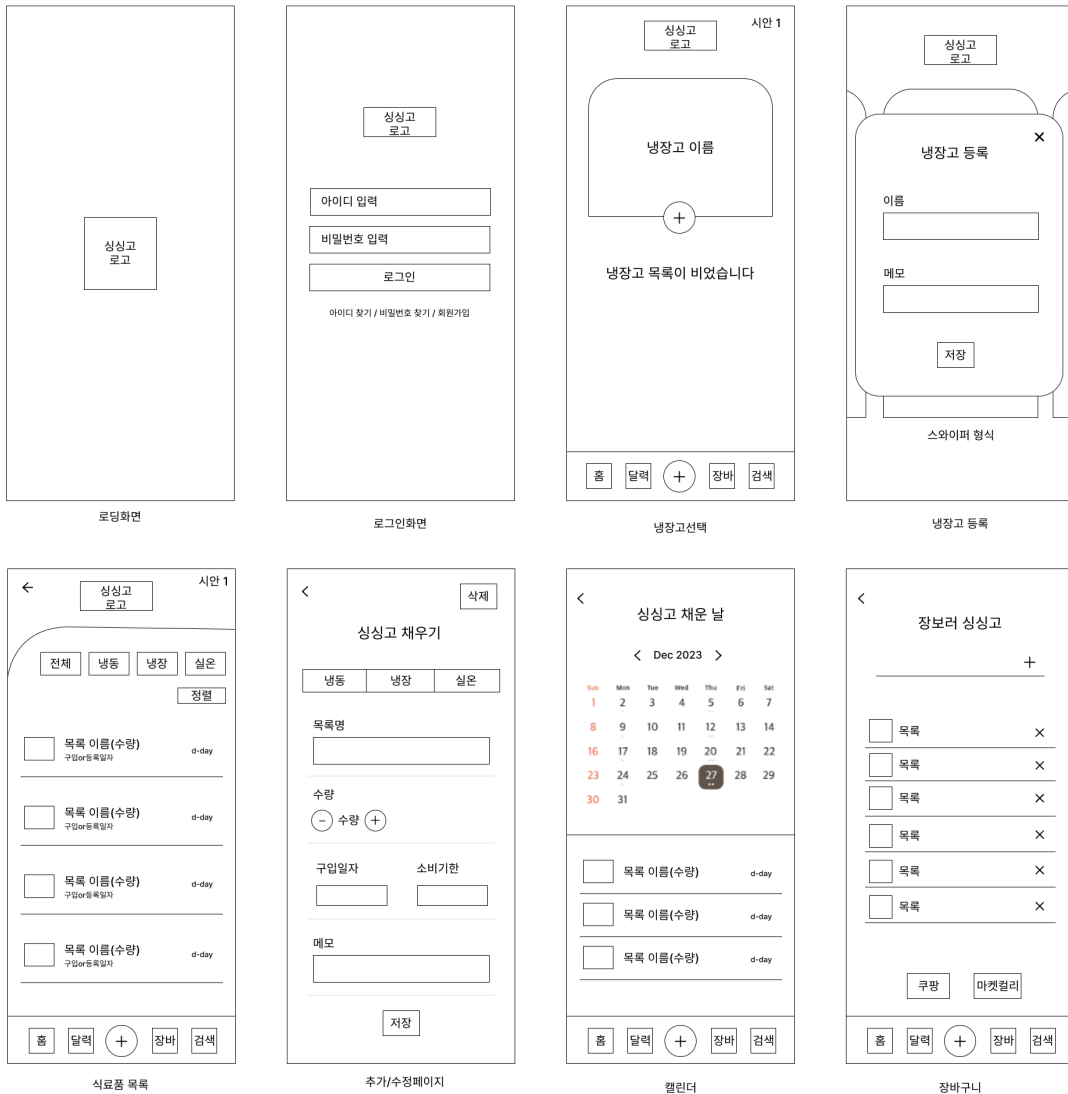 싱싱고
로고
로딩화면
싱싱고
로고
아이디 입력
비밀번호 입력
로그인
아이디 찾기 / 비밀번호 찾기 / 회원가입
로그인화면
시안 1
싱싱고
로고
냉장고 이름
+
냉장고 목록이 비었습니다
홈 달력 + 장바 검색
냉장고선택
싱싱고
로고
×
냉장고 등록
이름
메모
저장
스와이퍼 형식
냉장고 등록
시안 1
싱싱고
로고
전체 냉동 냉장 실온
정렬
목록 이름(수량)
구입or등록일자
d-day
목록 이름(수량)
구입or등록일자
d-day
목록 이름(수량)
구입or등록일자
d-day
목록 이름(수량)
구입or등록일자
d-day
홈 달력 + 장바 검색
식료품 목록
삭제
싱싱고 채우기
냉동 냉장 실온
목록명
수량
- 수량 +
구입일자 소비기한
메모
저장
추가/수정페이지
싱싱고 채운 날
Dec 2023
Sun Mon Tue Wed Thu Fri Sat
1 2 3 4 5 6 7
8 9 10 11 12 13 14
16 17 18 19 20 21 22
23 24 25 26 27 28 29
30 31
목록 이름(수량) d-day
목록 이름(수량) d-day
목록 이름(수량) d-day
홈 달력 + 장바 검색
캘린더
장보러 싱싱고
+
목록 ×
목록 ×
목록 ×
목록 ×
목록 ×
목록 ×
쿠팡 마켓컬리
홈 달력 + 장바 검색
장바구니